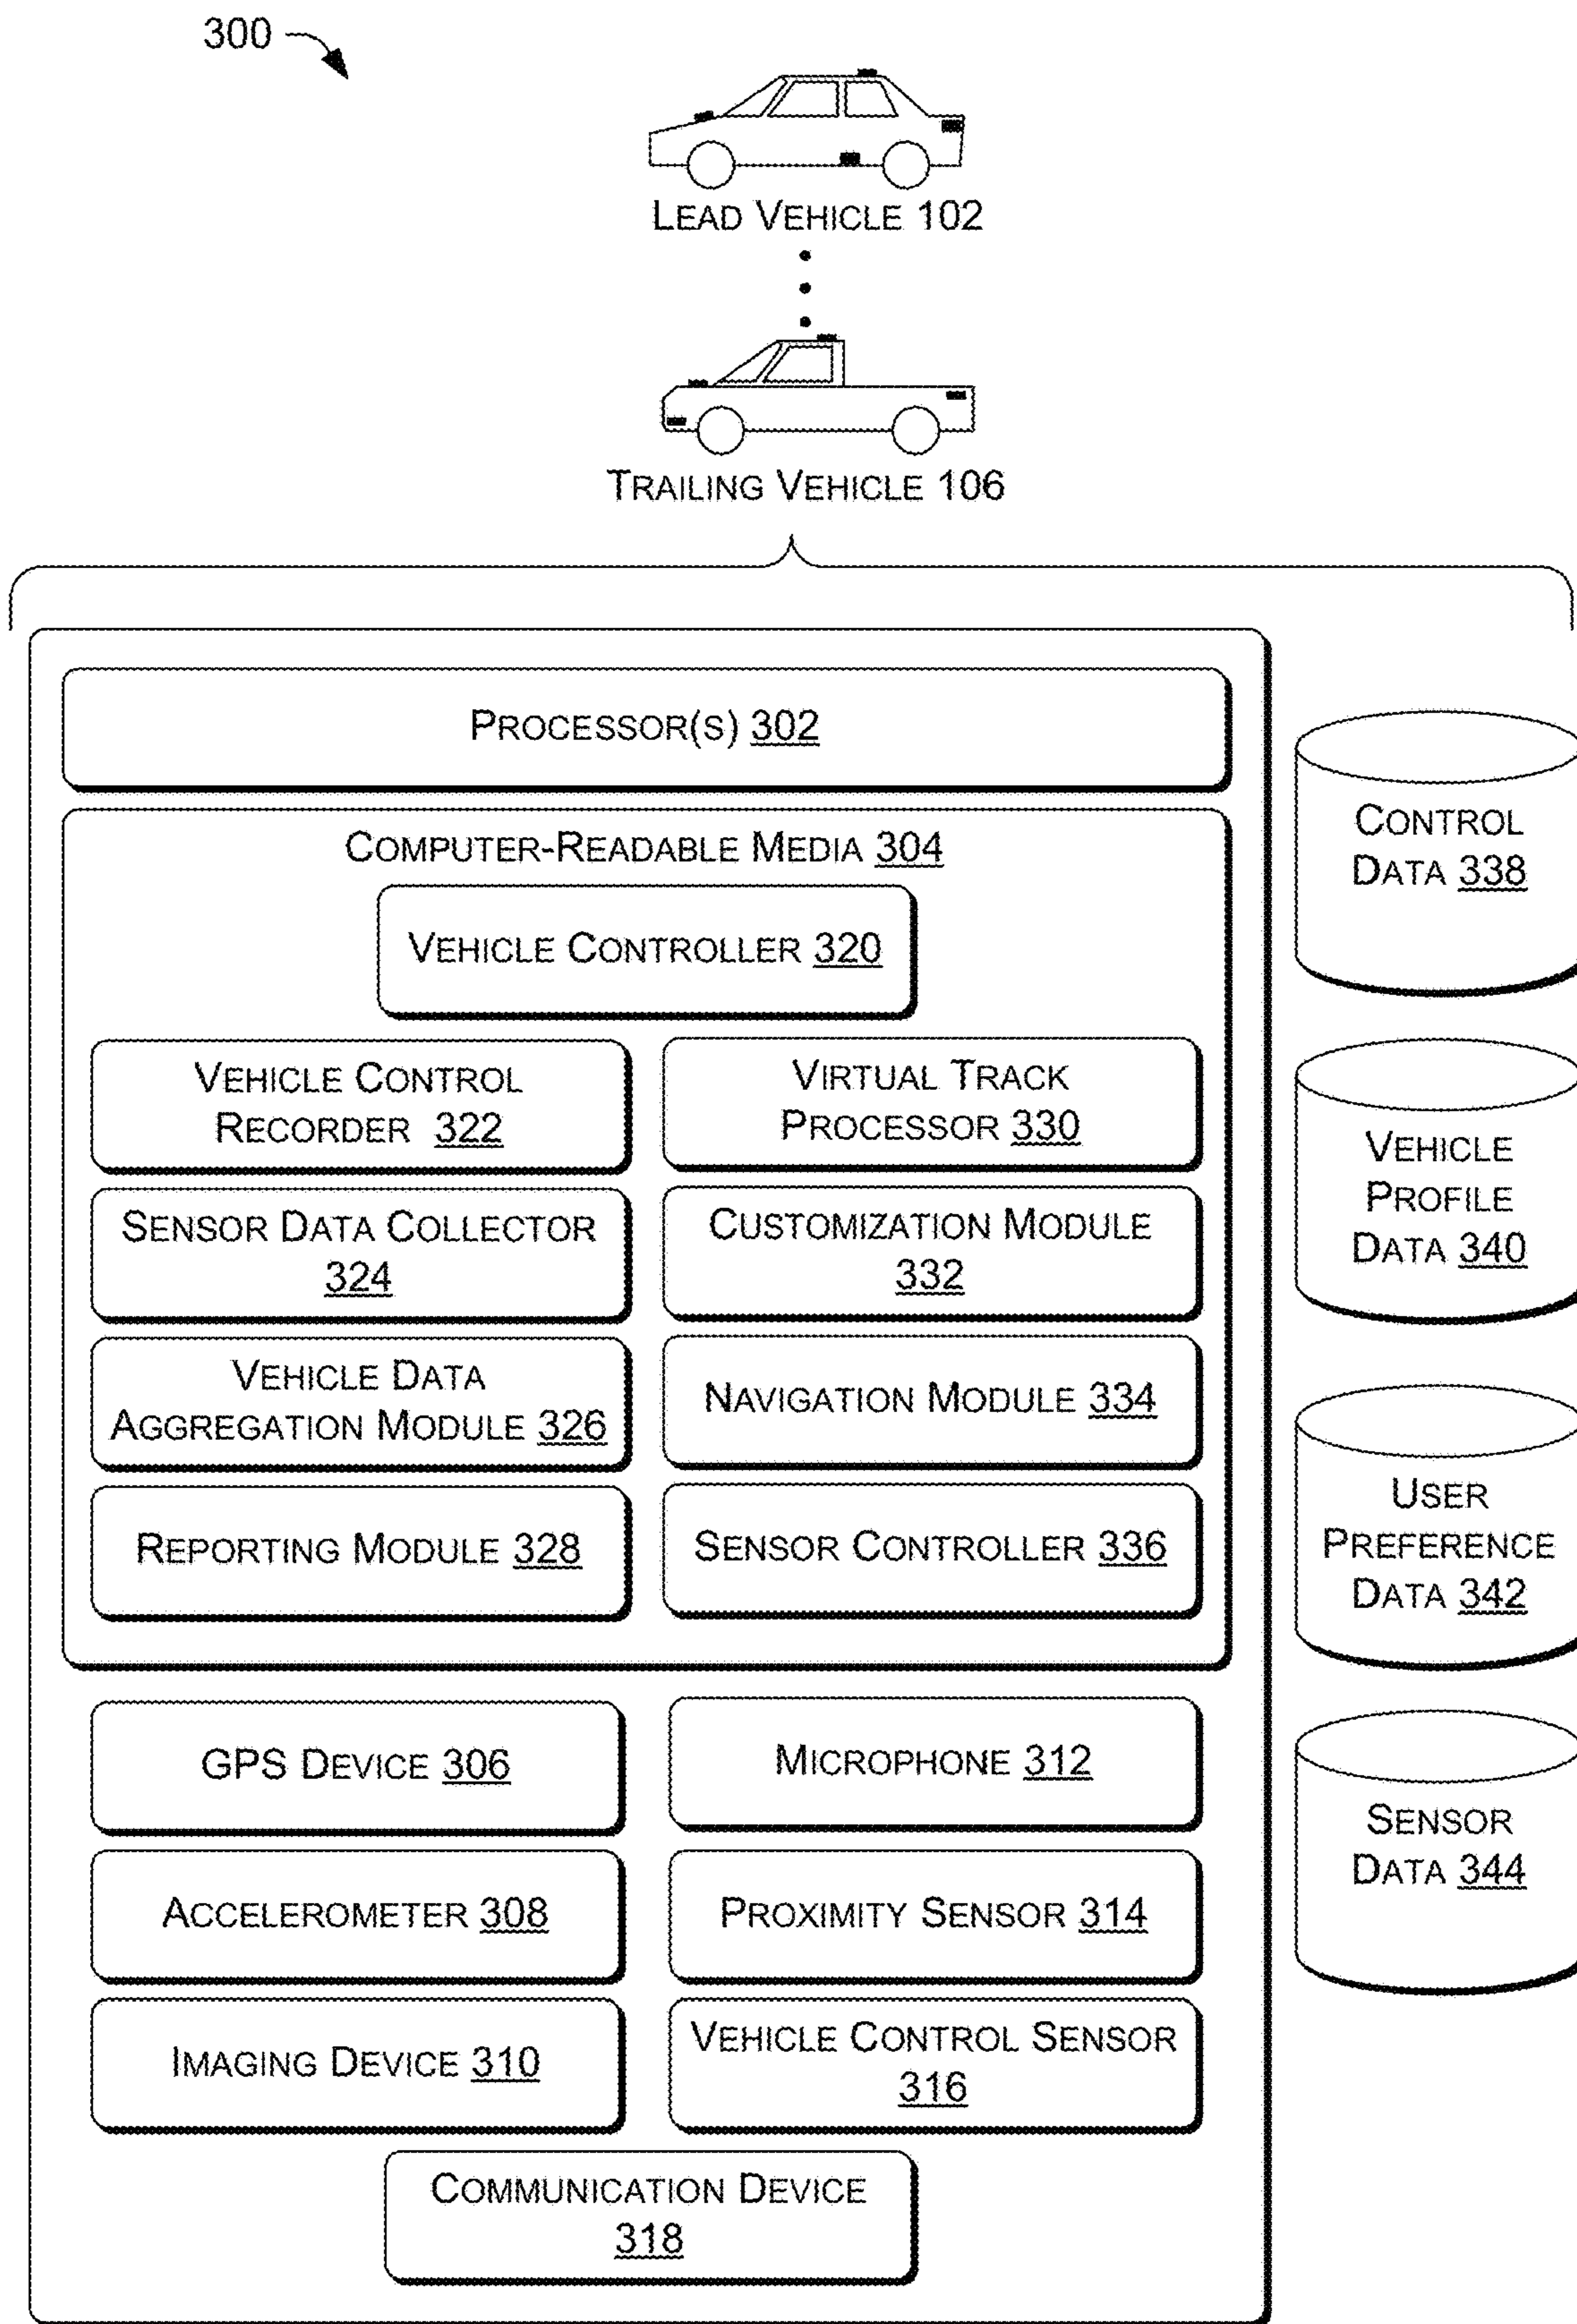 300
LEAD VEHICLE 102
TRAILING VEHICLE 106
PROCESSOR(S) 302
COMPUTER-READABLE MEDIA 304
VEHICLE CONTROLLER 320
VEHICLE CONTROL
RECORDER 322
VIRTUAL TRACK
PROCESSOR 330
SENSOR DATA COLLECTOR
324
CUSTOMIZATION MODULE
332
VEHICLE DATA
AGGREGATION MODULE 326
NAVIGATION MODULE 334
REPORTING MODULE 328
SENSOR CONTROLLER 336
GPS DEVICE 306
MICROPHONE 312
ACCELEROMETER 308
PROXIMITY SENSOR 314
IMAGING DEVICE 310
VEHICLE CONTROL SENSOR
316
COMMUNICATION DEVICE
318
CONTROL
DATA 338
VEHICLE
PROFILE
DATA 340
USER
PREFERENCE
DATA 342
SENSOR
DATA 344